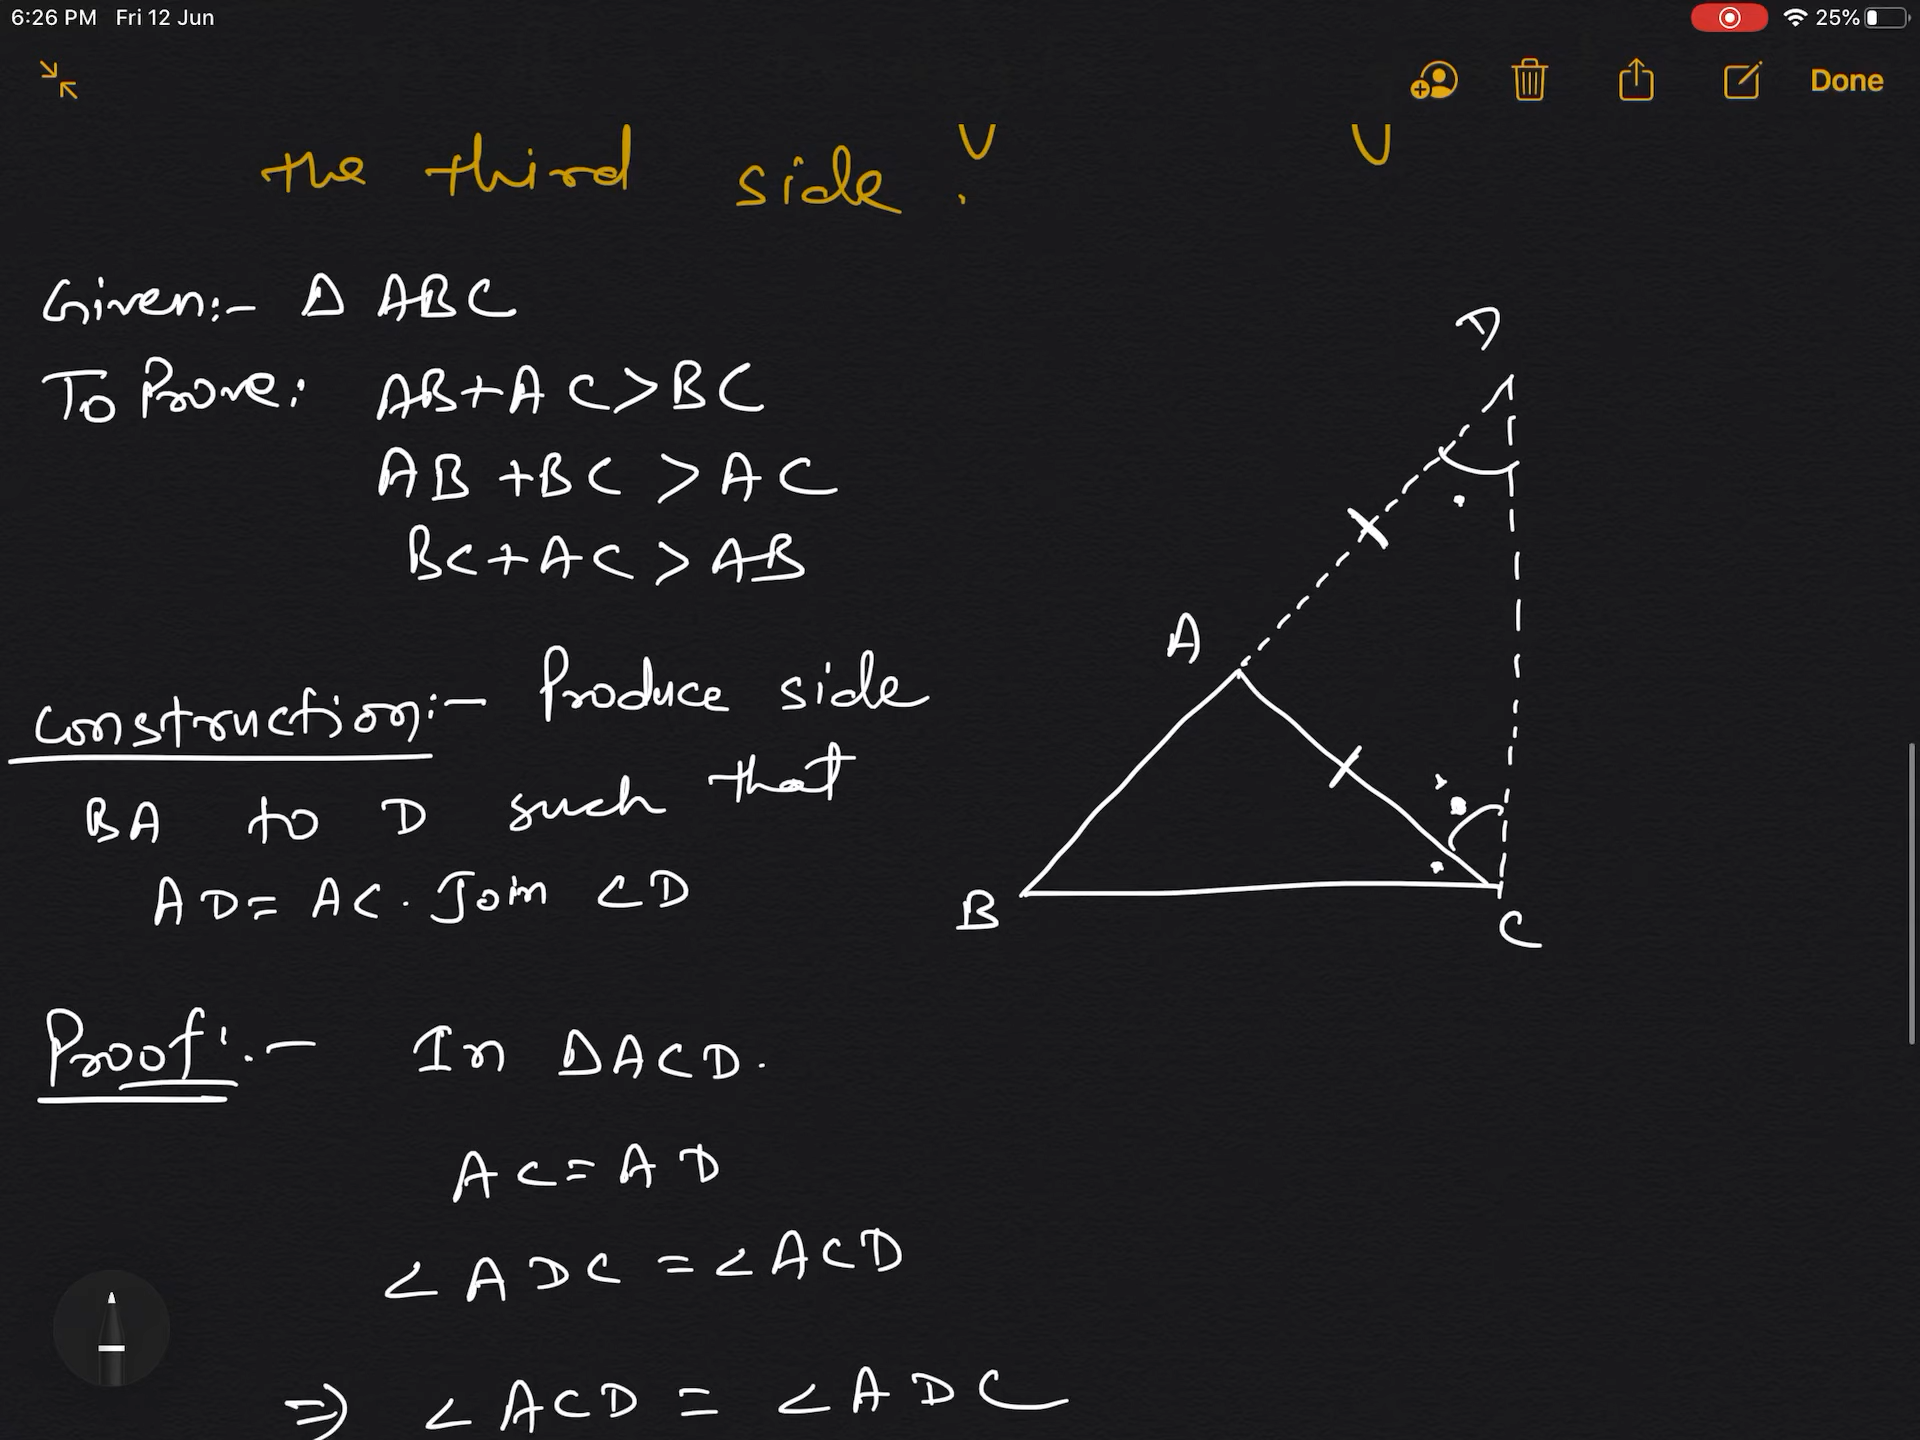 6:26 PM Fri 12 Jun
25%
Done
the third side.
Given:- Δ ABC
To Prove: AB+AC>BC
AB+BC>AC
BC+AC>AB
Construction:- Produce side
BA to D such that
AD=AC. Join CD
Proof:- In ΔACD.
AC=AD
∠ADC=∠ACD
⇒ ∠ACD = ∠ADC
D
A
B
C